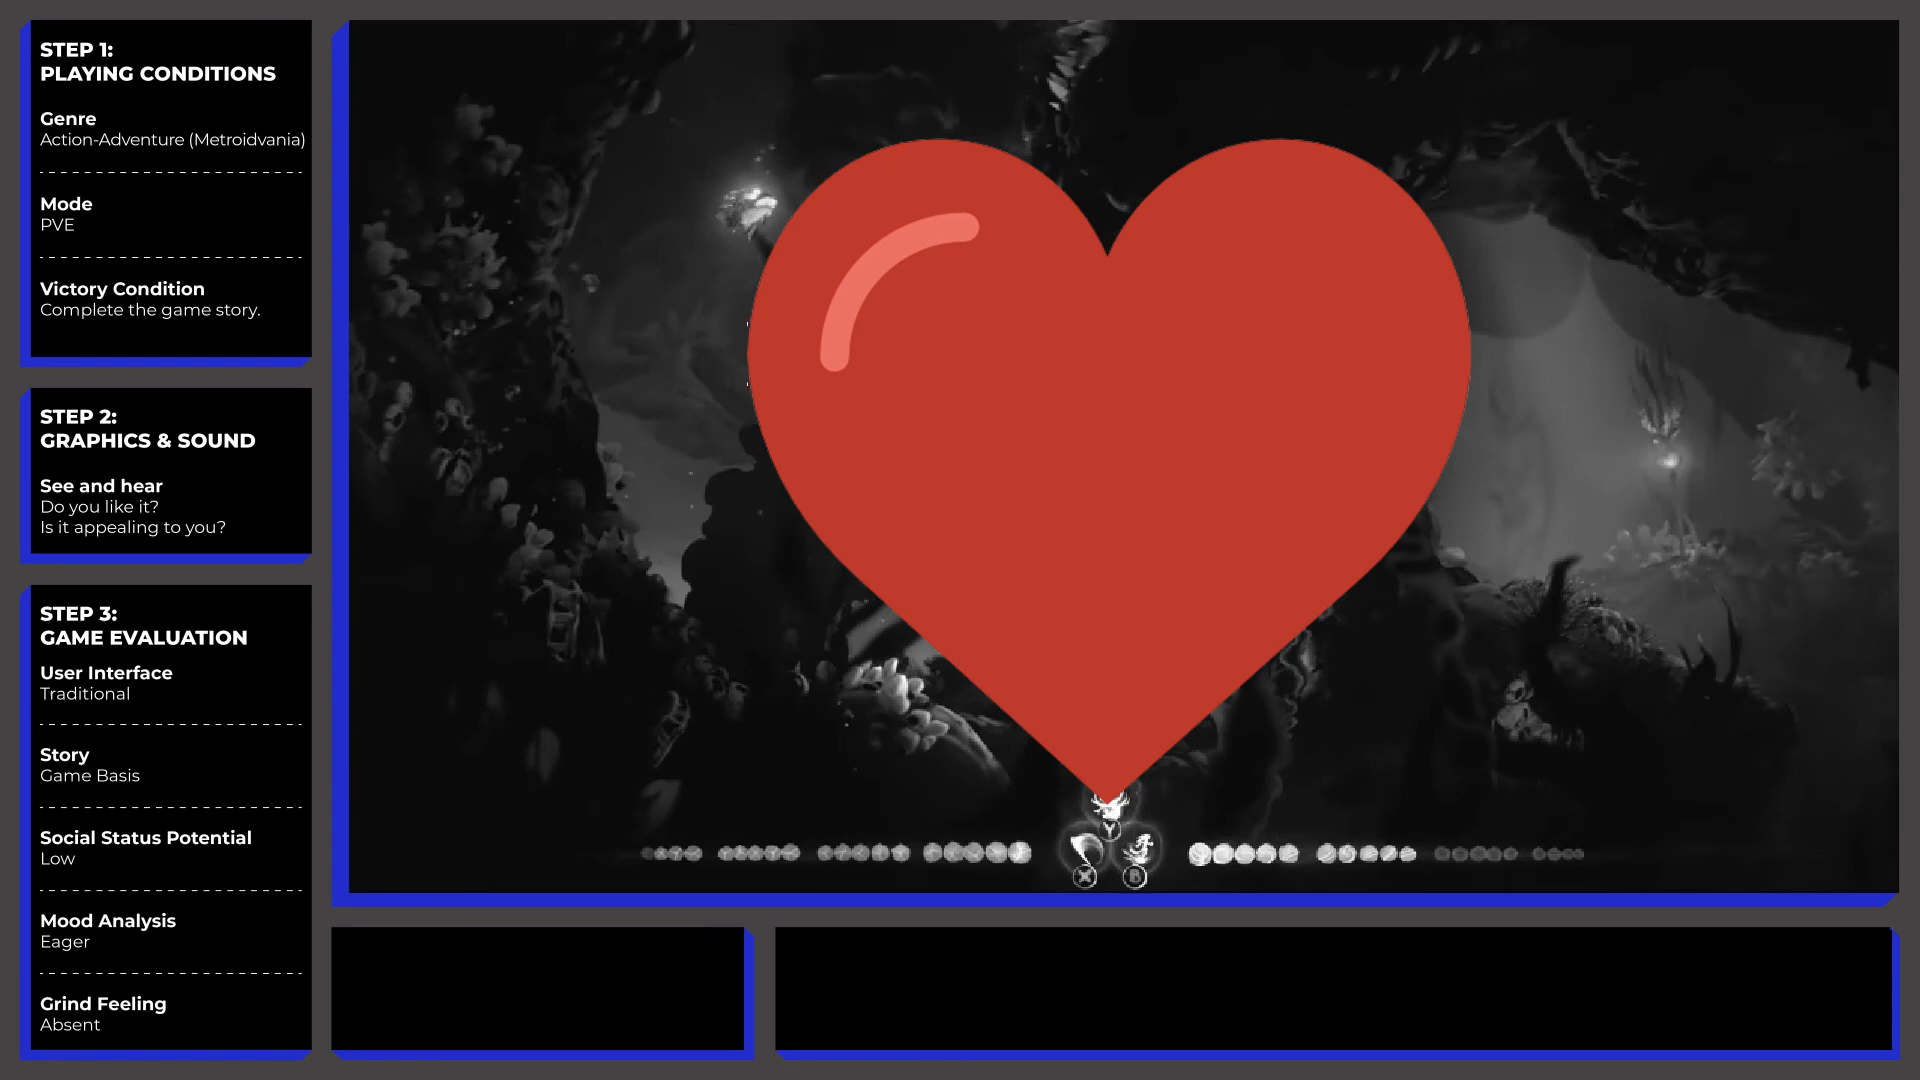 STEP 1:
PLAYING CONDITIONS
Genre
Action-Adventure (Metroidvania)
Mode
PVE
Victory Condition
Complete the game story.
STEP 2:
GRAPHICS & SOUND
See and hear
Do you like it?
Is it appealing to you?
STEP 3:
GAME EVALUATION
User Interface
Traditional
Story
Game Basis
Social Status Potential
Low
Mood Analysis
Eager
Grind Feeling
Absent
Y
X
B